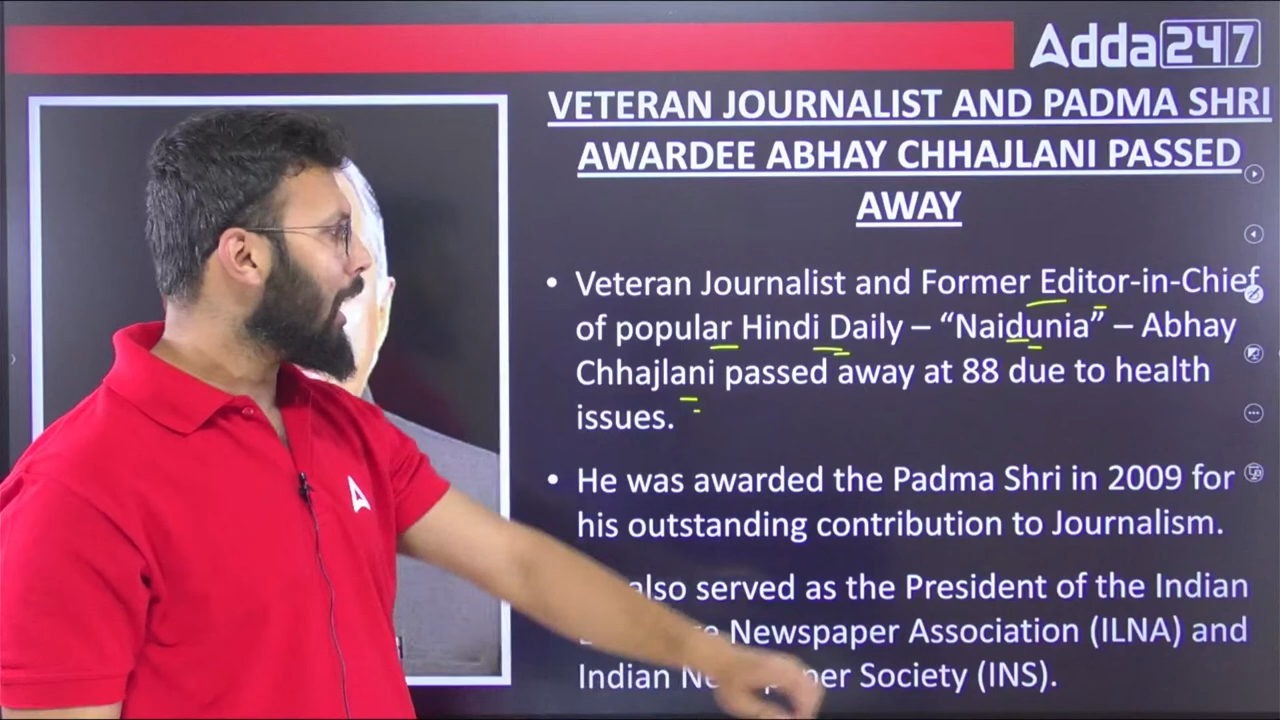 Adda247
VETERAN JOURNALIST AND PADMA SHRI
AWARDEE ABHAY CHHAJLANI PASSED
AWAY
• Veteran Journalist and Former Editor-in-Chief
of popular Hindi Daily – “Naidunia” – Abhay
Chhajlani passed away at 88 due to health
issues.
• He was awarded the Padma Shri in 2009 for
his outstanding contribution to Journalism.
also served as the President of the Indian
Newspaper Association (ILNA) and
Indian Society (INS).